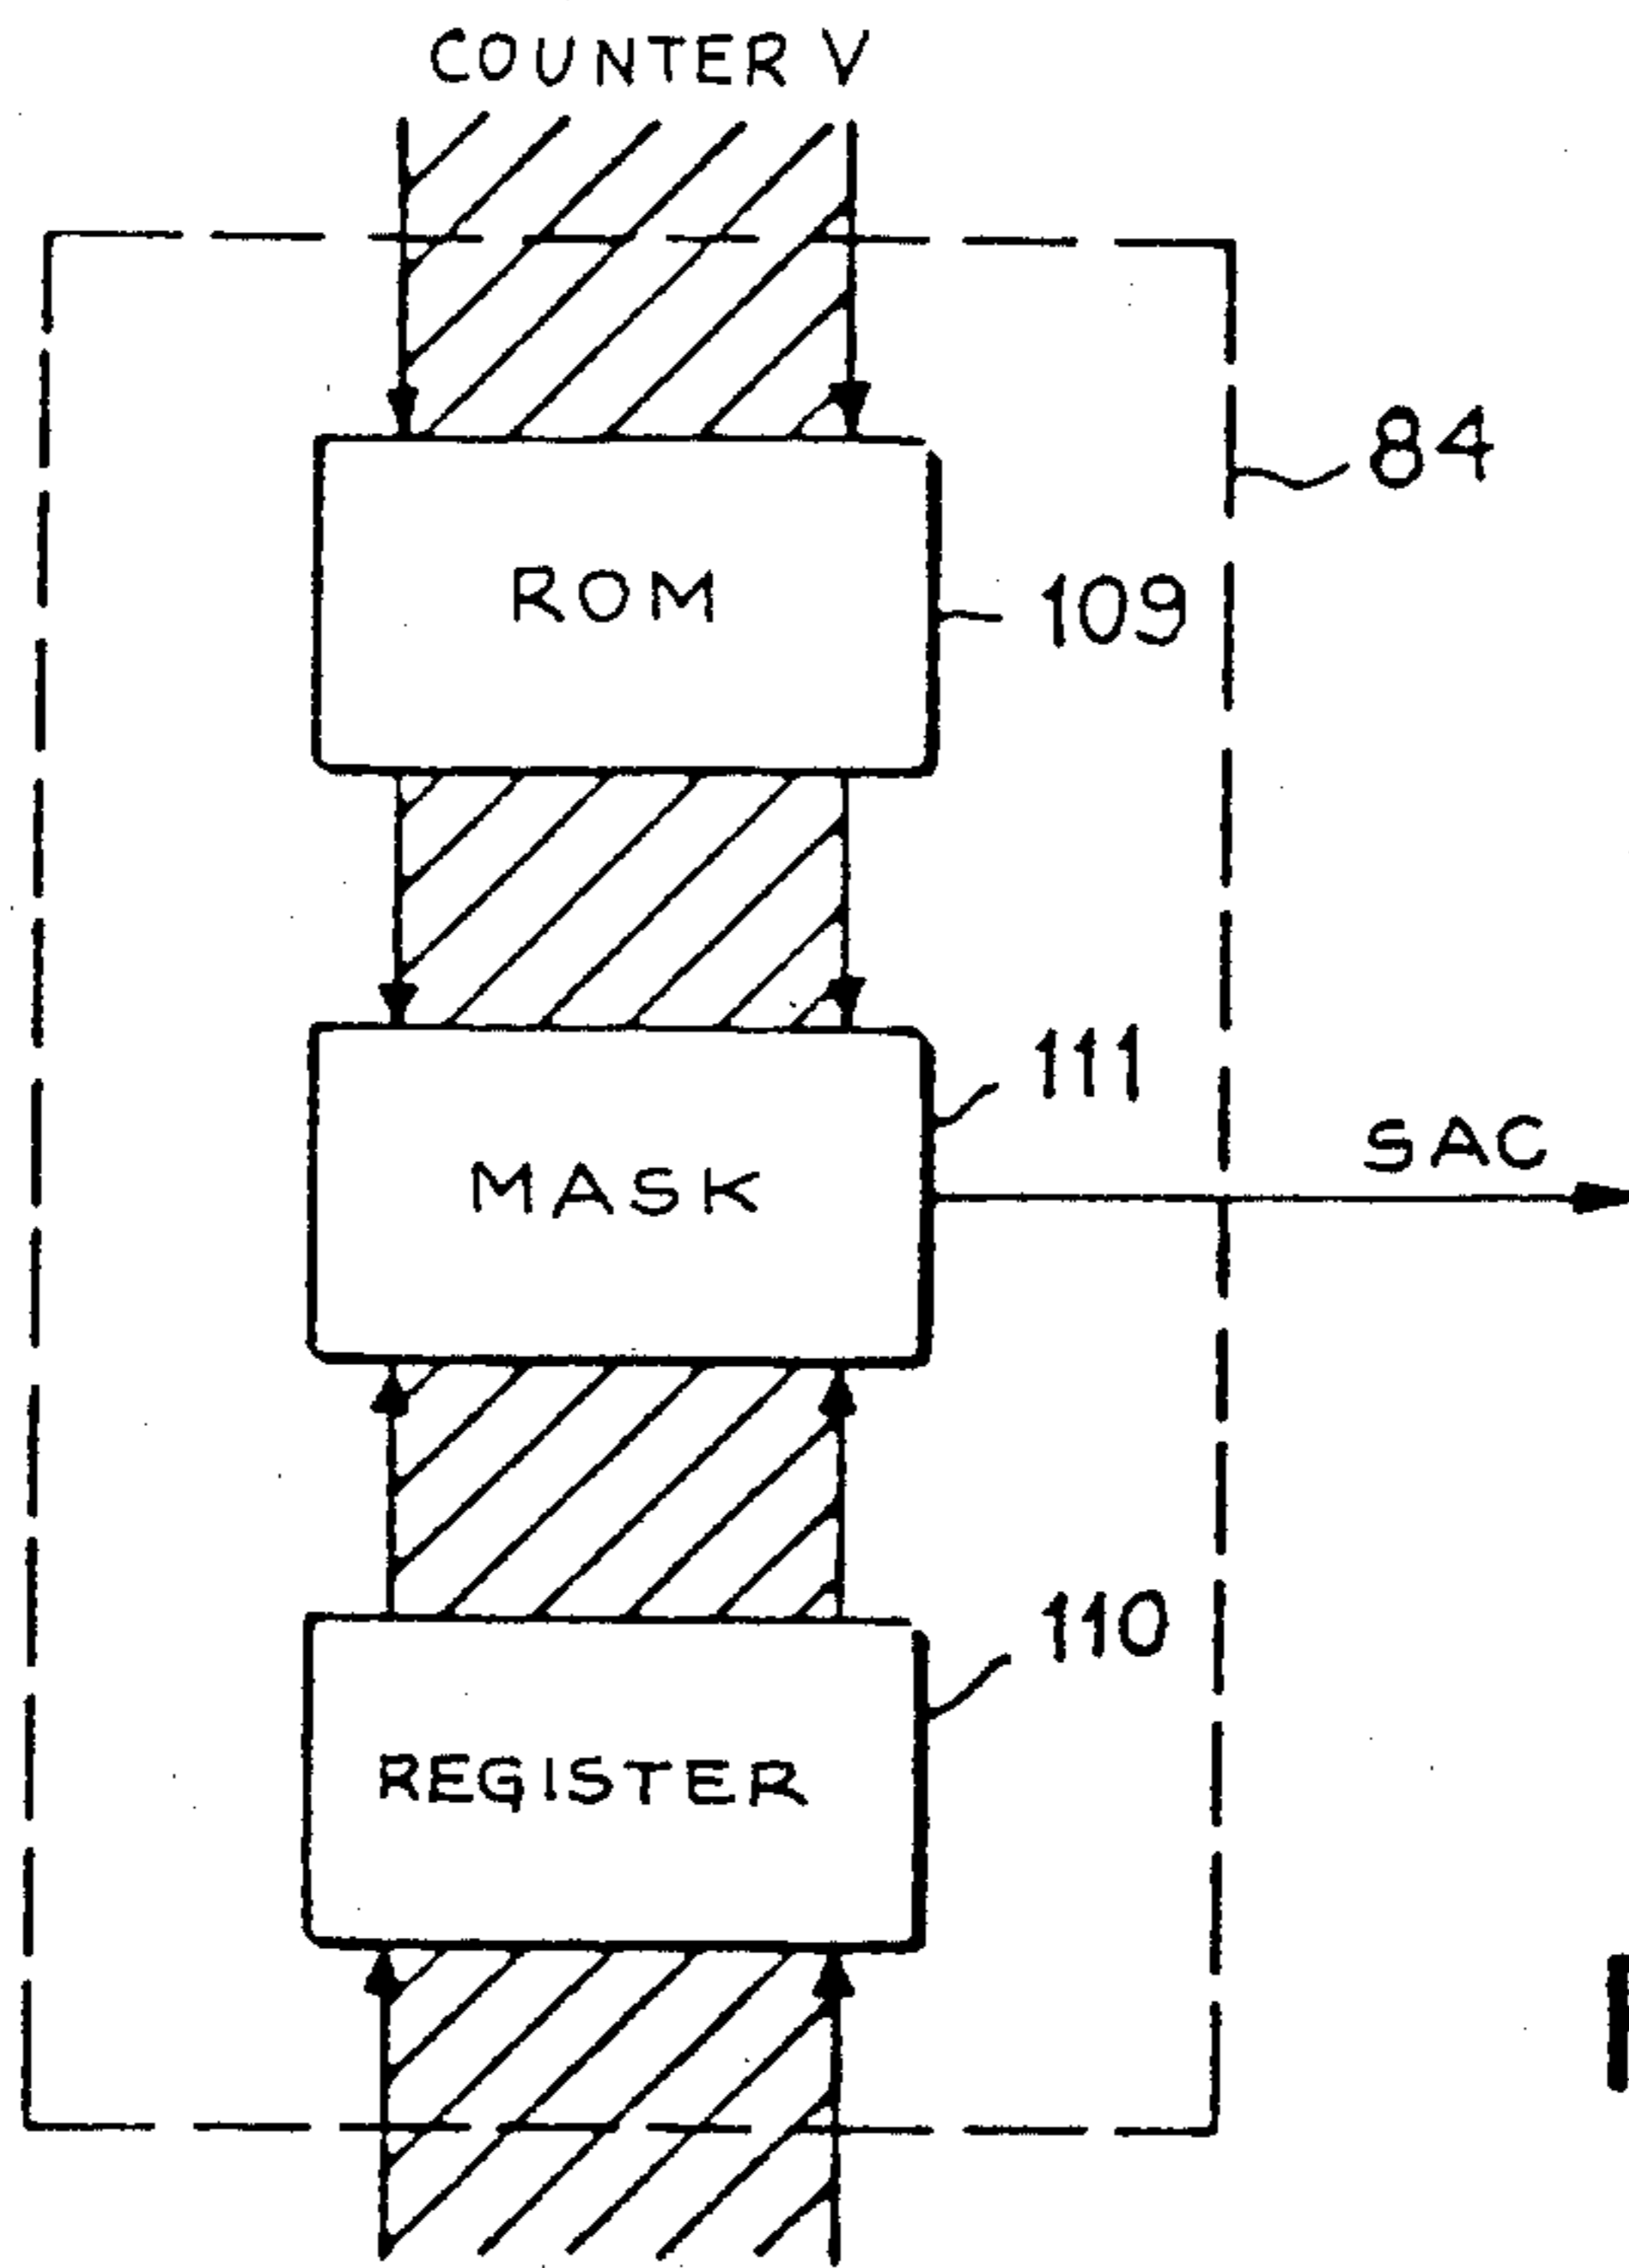 COUNTER V
84
ROM
109
111
MASK
SAC
110
REGISTER